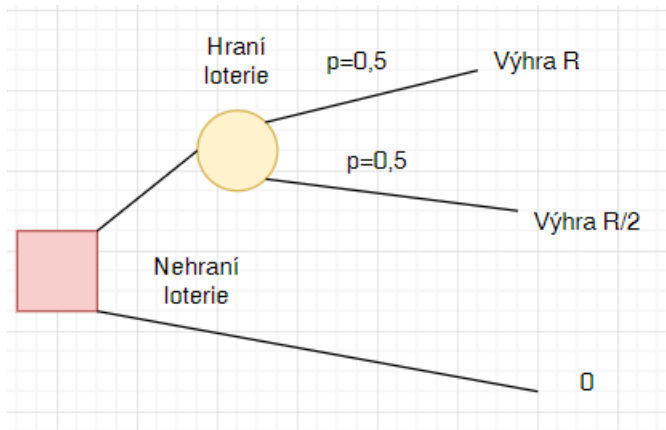 Hraní
loterie
p=0,5
Výhra R
p=0,5
Výhra R/2
Nehraní
loterie
0